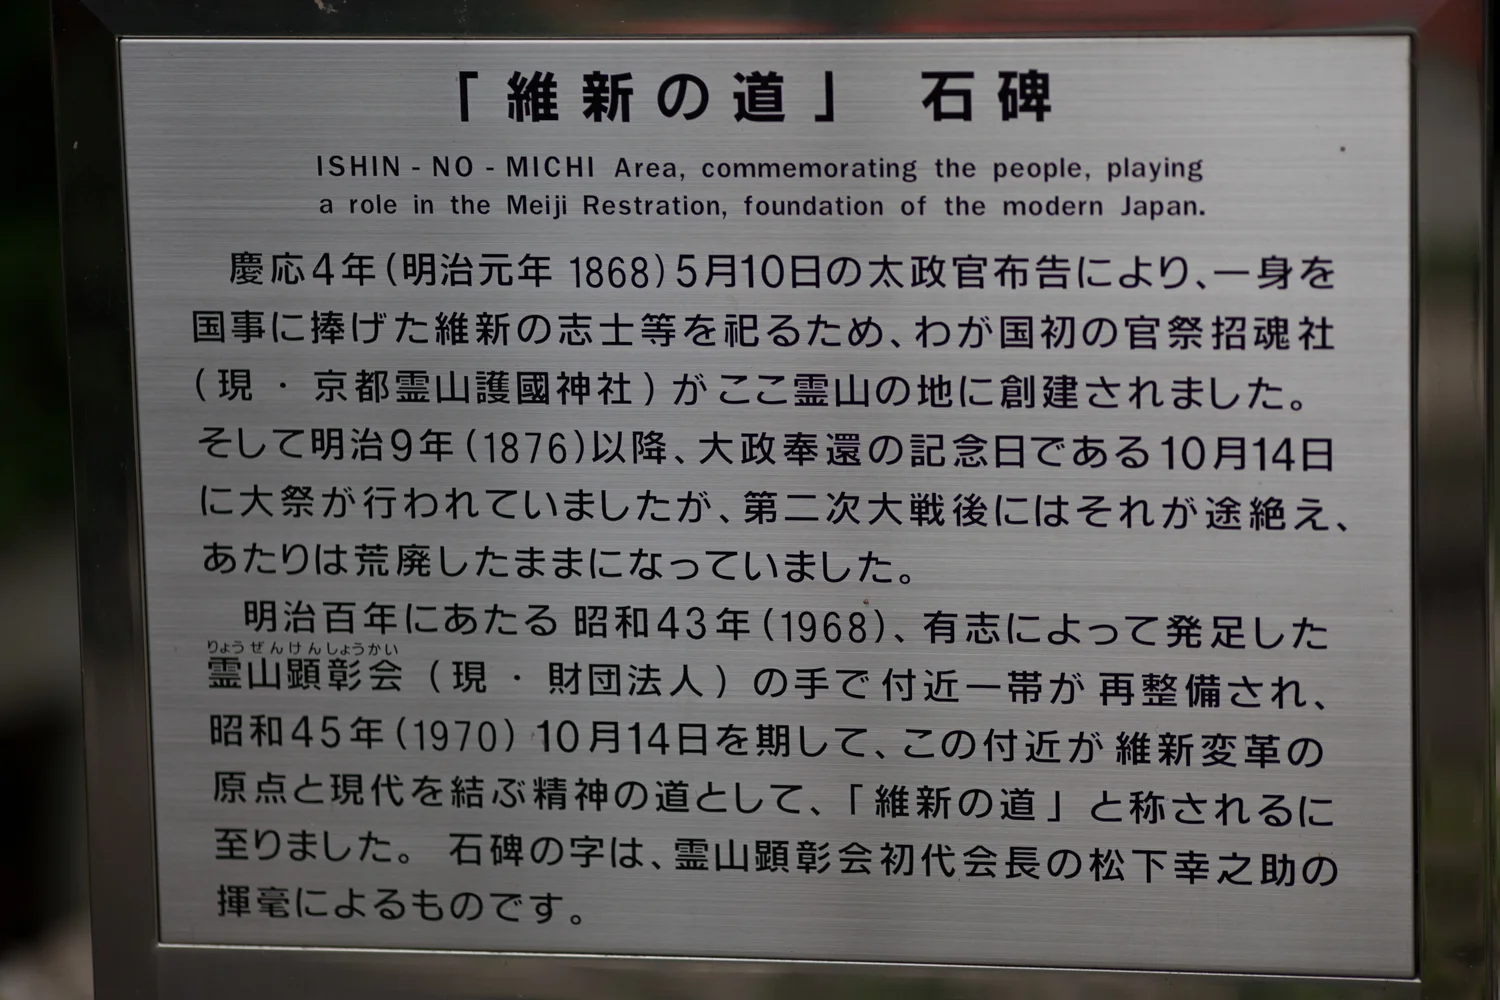 「維新の道」 石碑
ISHIN - NO - MICHI Area, commemorating the people, playing
a role in the Meiji Restration, foundation of the modern Japan.
慶応4年(明治元年 1868)5月10日の太政官布告により、一身を
国事に捧げた維新の志士等を祀るため、わが国初の官祭招魂社
(現・京都霊山護國神社)がここ霊山の地に創建されました。
そして明治9年(1876)以降、大政奉還の記念日である10月14日
に大祭が行われていましたが、第二次大戦後にはそれが途絶え、
あたりは荒廃したままになっていました。
明治百年にあたる昭和43年(1968)、有志によって発足した
りょうぜんけんしょうかい
霊山顕彰会(現・財団法人)の手で付近一帯が再整備され、
昭和45年(1970)10月14日を期して、この付近が維新変革の
原点と現代を結ぶ精神の道として、「維新の道」と称されるに
至りました。 石碑の字は、霊山顕彰会初代会長の松下幸之助の
揮毫によるものです。